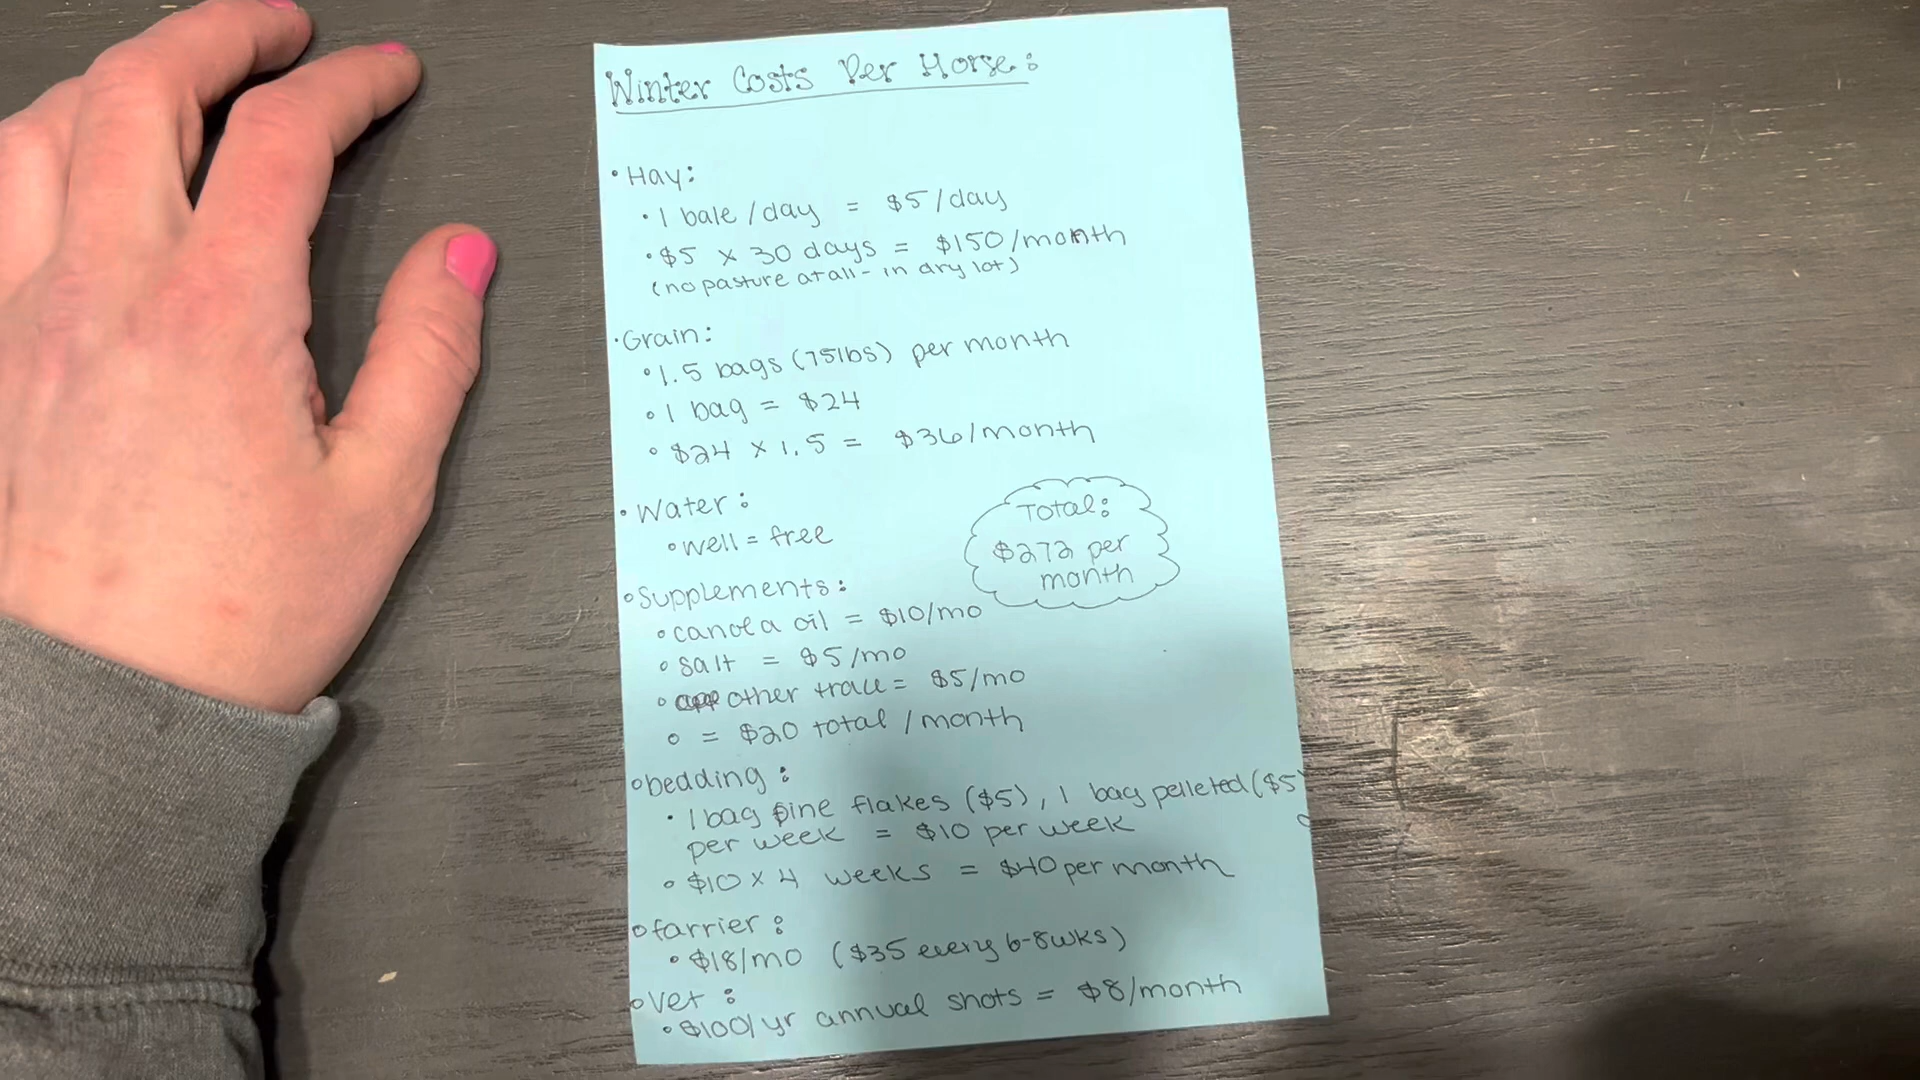 Winter Costs Per Horse:
• Hay:
• 1 bale/day = $5/day
• $5 x 30 days = $150/month
(no pasture at all - in dry lot)
• Grain:
• 1.5 bags (75lbs) per month
• 1 bag = $24
• $24 x 1.5 = $36/month
• Water:
• well = free
Total:
$272 per
month
• Supplements:
• canola oil = $10/mo
• salt = $5/mo
• other trace = $5/mo
• = $20 total/month
• bedding:
• 1 bag pine flakes ($5), 1 bag pelleted ($5)
per week = $10 per week
• $10 x 4 weeks = $40 per month
• farrier:
• $18/mo ($35 every 6-8wks)
• Vet:
• $100/yr annual shots = $8/month